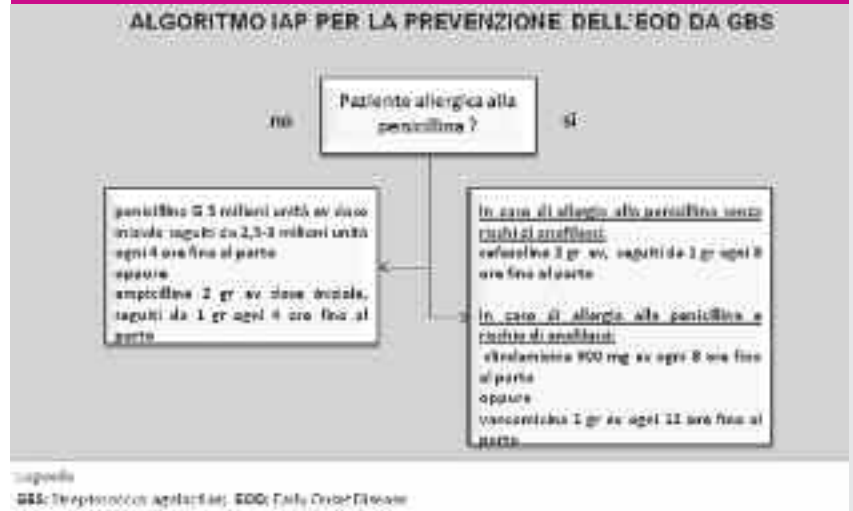 ALGORITMO IAP PER LA PREVENZIONE DELL'EOD DA GBS
Paziente allergica alla
penicillina ?
no
si
penicillina G 5 milioni unità ev dose
iniziale seguiti da 2,5-3 milioni unità
ogni 4 ore fino al parto
oppure
ampicillina 2 gr ev dose iniziale,
seguiti da 1 gr ogni 4 ore fino al
parto
In caso di allergia alla penicillina senza
rischi di anafilassi:
cefazolina 2 gr ev, seguiti da 1 gr ogni 8
ore fino al parto
In caso di allergia alla penicillina e
rischio di anafilassi:
clindamicina 900 mg ev ogni 8 ore fino
al parto
oppure
vancomicina 1 gr ev ogni 12 ore fino al
parto
Legenda
GBS: Streptococcus agalactiae; EOD: Early Onset Disease